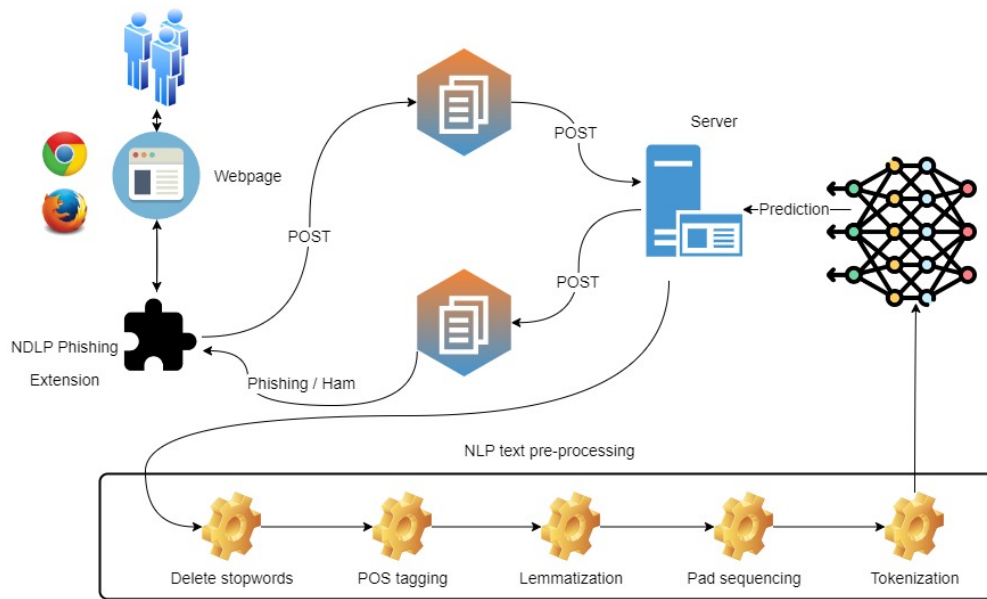 Server
POST
Webpage
Prediction
POST
POST
NDLP Phishing
Extension
Phishing / Ham
NLP text pre-processing
Delete stopwords
POS tagging
Lemmatization
Pad sequencing
Tokenization